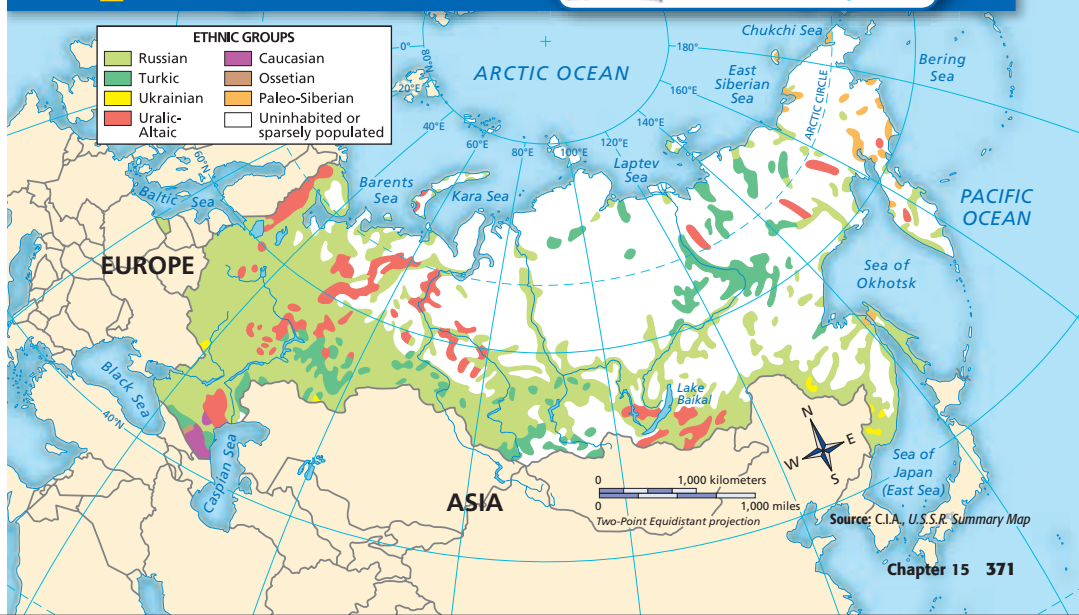 ETHNIC GROUPS
Russian
Turkic
Ukrainian
Uralic-
Altaic
Caucasian
Ossetian
Paleo-Siberian
Uninhabited or
sparsely populated
0°
80°N
20°E
40°E
60°E
80°E
100°E
120°E
140°E
160°E
180°
60°N
40°N
ARCTIC OCEAN
Chukchi Sea
East
Siberian
Sea
Bering
Sea
ARCTIC CIRCLE
Laptev
Sea
Barents
Sea
Kara Sea
Baltic Sea
PACIFIC
OCEAN
EUROPE
Sea of
Okhotsk
Black Sea
Lake
Baikal
Caspian Sea
ASIA
N
E
S
W
Sea of
Japan
(East Sea)
0
1,000 kilometers
0
1,000 miles
Two-Point Equidistant projection
Source: C.I.A., U.S.S.R. Summary Map
Chapter 15 371